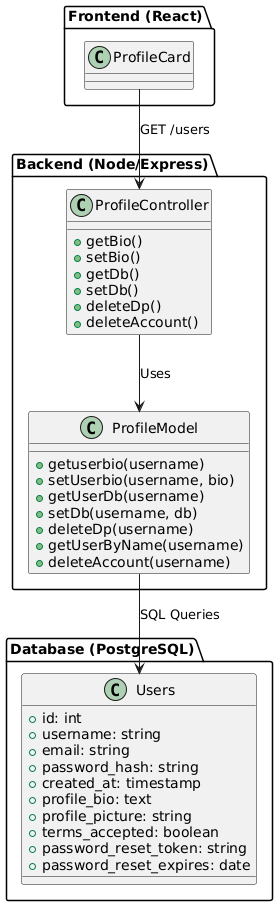 Frontend (React)
C ProfileCard
GET /users
Backend (Node/Express)
C ProfileController
getBio()
setBio()
getDb()
setDb()
deleteDp()
deleteAccount()
Uses
C ProfileModel
getuserbio(username)
setUserbio(username, bio)
getUserDb(username)
setDb(username, db)
deleteDp(username)
getUserByName(username)
deleteAccount(username)
SQL Queries
Database (PostgreSQL)
C Users
id: int
username: string
email: string
password_hash: string
created_at: timestamp
profile_bio: text
profile_picture: string
terms_accepted: boolean
password_reset_token: string
password_reset_expires: date